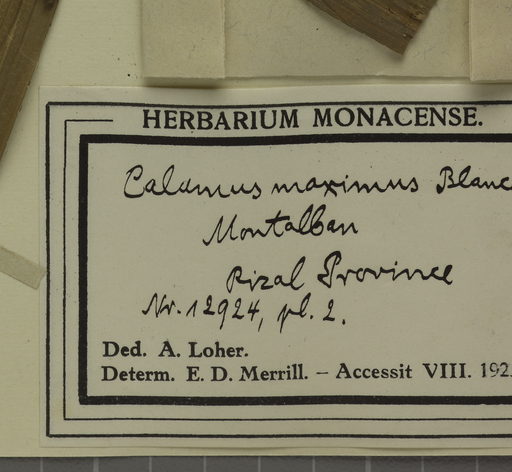 HERBARIUM MONACENSE.
Calamus maximus Blanc
Montalban
Rizal Province
Nr. 12924, pl. 2.
Ded. A. Loher.
Determ. E. D. Merrill. – Accessit VIII. 192